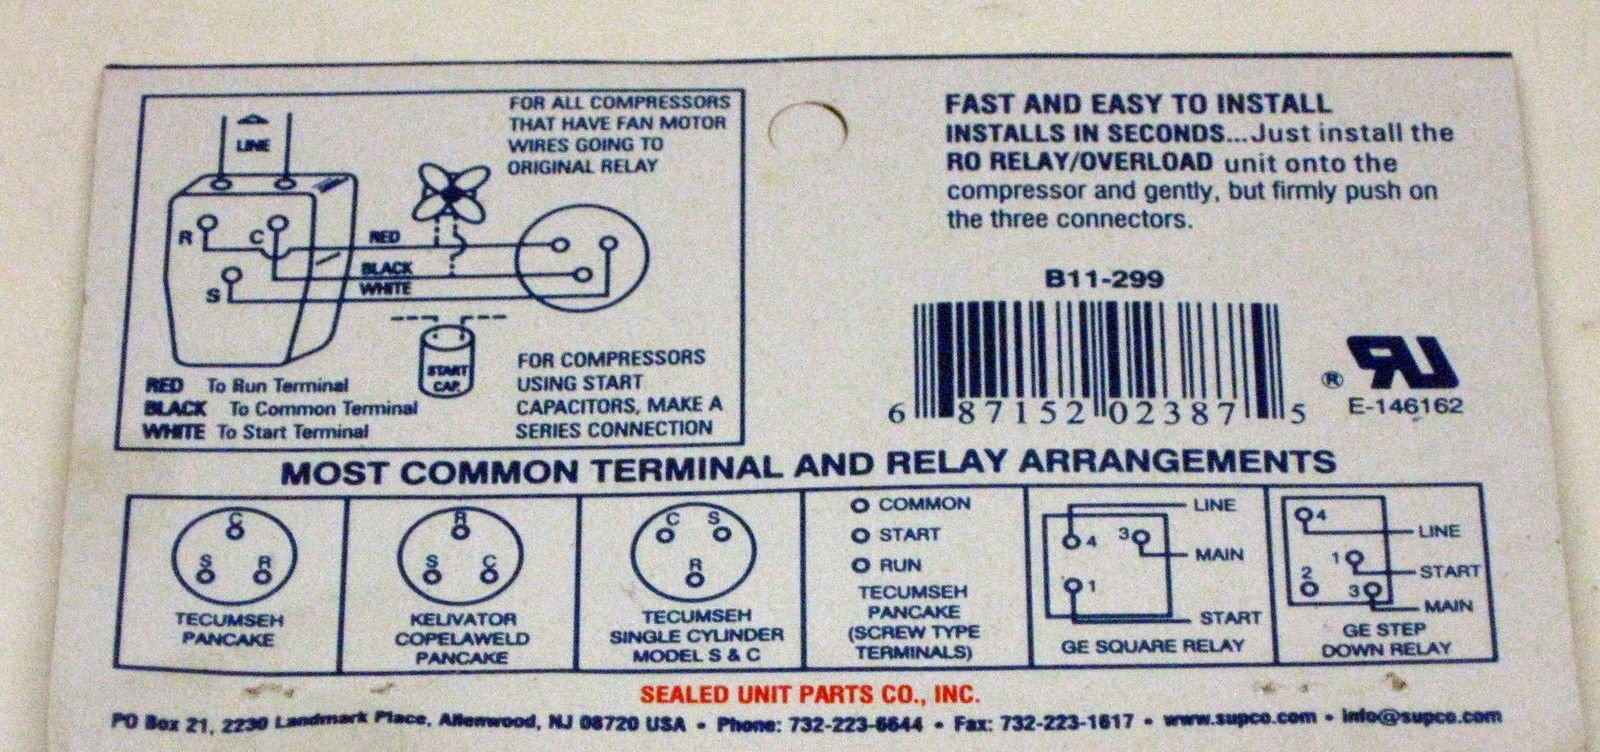 FOR ALL COMPRESSORS
THAT HAVE FAN MOTOR
WIRES GOING TO
ORIGINAL RELAY
LINE
R
C
S
RED
BLACK
WHITE
START
CAP.
FOR COMPRESSORS
USING START
CAPACITORS, MAKE A
SERIES CONNECTION
RED To Run Terminal
BLACK To Common Terminal
WHITE To Start Terminal
FAST AND EASY TO INSTALL
INSTALLS IN SECONDS....Just install the
RO RELAY/OVERLOAD unit onto the
compressor and gently, but firmly push on
the three connectors.
B11-299
6 87152 02387 5
® RU
E-146162
MOST COMMON TERMINAL AND RELAY ARRANGEMENTS
C
S R
TECUMSEH
PANCAKE
R
S C
KELIVATOR
COPELAWELD
PANCAKE
C S
R
TECUMSEH
SINGLE CYLINDER
MODEL S & C
COMMON
START
RUN
TECUMSEH
PANCAKE
(SCREW TYPE
TERMINALS)
LINE
4 3
MAIN
1
START
GE SQUARE RELAY
4
LINE
1
START
2 3
MAIN
GE STEP
DOWN RELAY
SEALED UNIT PARTS CO., INC.
PO Box 21, 2230 Landmark Place, Allenwood, NJ 08720 USA • Phone: 732-223-6644 • Fax: 732-223-1617 • www.supco.com • info@supco.com